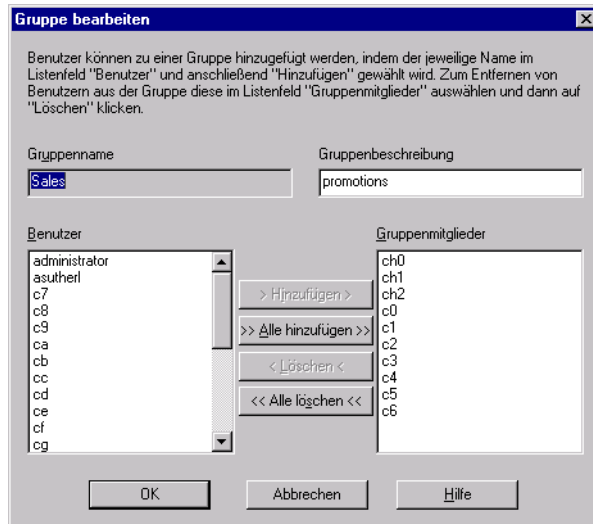 Gruppe bearbeiten
Benutzer können zu einer Gruppe hinzugefügt werden, indem der jeweilige Name im
Listenfeld "Benutzer" und anschließend "Hinzufügen" gewählt wird. Zum Entfernen von
Benutzern aus der Gruppe diese im Listenfeld "Gruppenmitglieder" auswählen und dann auf
"Löschen" klicken.
Gruppenname
Gruppenbeschreibung
Sales
promotions
Benutzer
Gruppenmitglieder
administrator
asutherl
c7
c8
c9
ca
cb
cc
cd
ce
cf
cg
> Hinzufügen >
>> Alle hinzufügen >>
< Löschen <
<< Alle löschen <<
ch0
ch1
ch2
c0
c1
c2
c3
c4
c5
c6
OK
Abbrechen
Hilfe